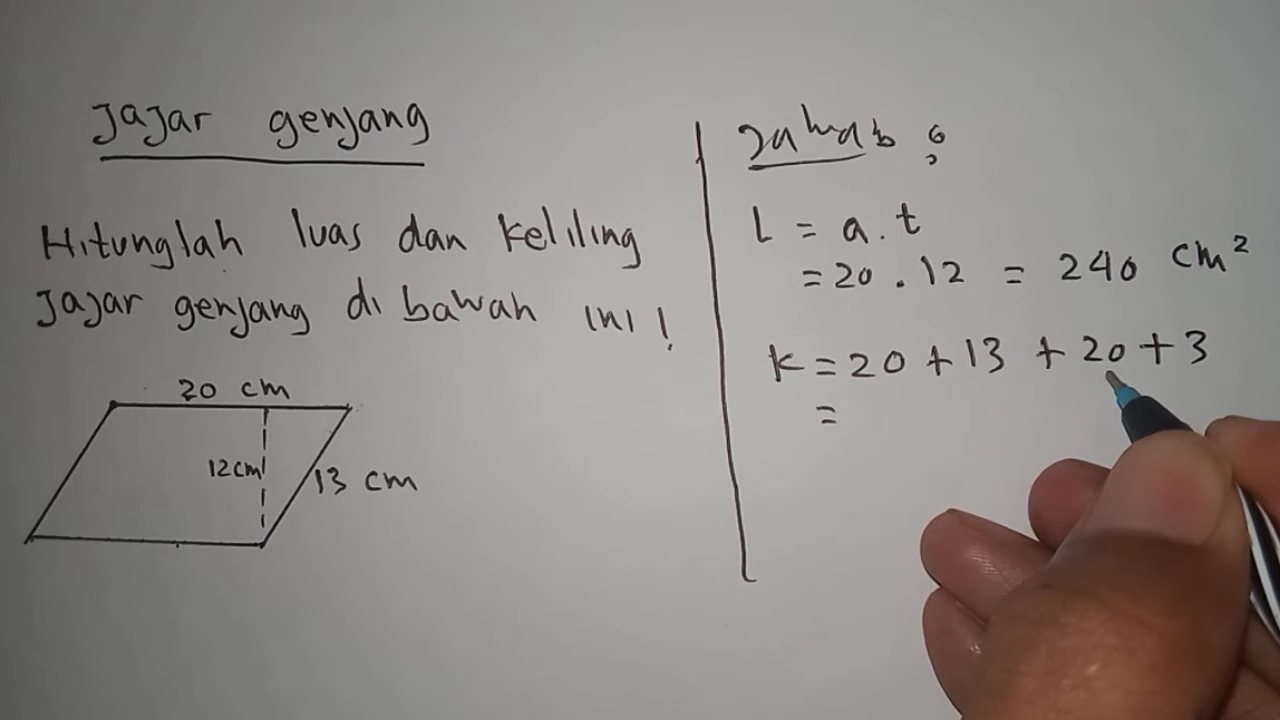 Jajar genjang
Hitunglah luas dan keliling
jajar genjang di bawah ini!
20 cm
12cm
13 cm
Jawab :
L = a.t
= 20 . 12 = 240 cm²
K = 20 + 13 + 20 + 3
=